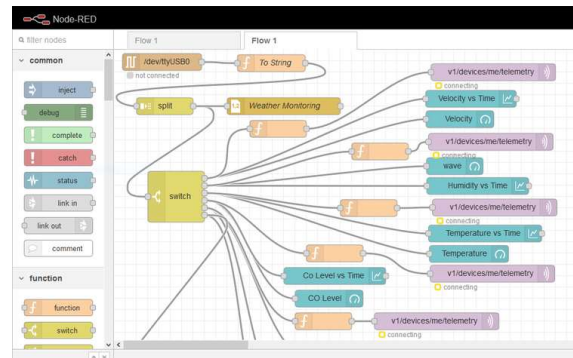 Node-RED
filter nodes
Flow 1
Flow 1
common
inject
debug
complete
catch
status
link in
link out
comment
function
function
switch
/dev/ttyUSB0
not connected
To String
split
Weather Monitoring
switch
v1/devices/me/telemetry
connecting
Velocity vs Time
Velocity
v1/devices/me/telemetry
connecting
wave
Humidity vs Time
v1/devices/me/telemetry
connecting
Temperature vs Time
Temperature
v1/devices/me/telemetry
connecting
Co Level vs Time
CO Level
v1/devices/me/telemetry
connecting